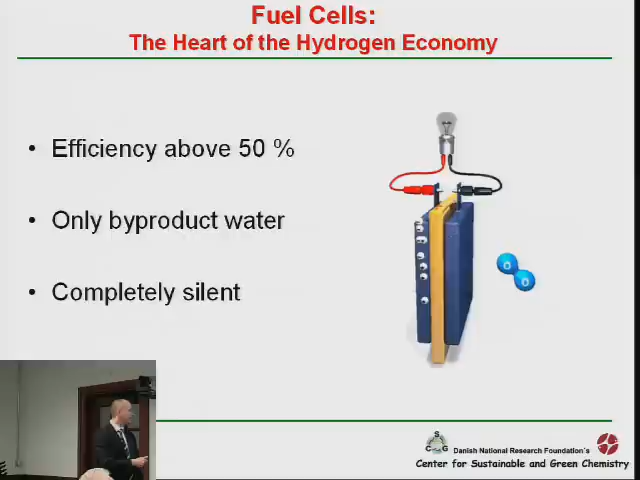 Fuel Cells:
The Heart of the Hydrogen Economy
• Efficiency above 50 %
• Only byproduct water
• Completely silent
O
O
S
C G
Danish National Research Foundation's
Center for Sustainable and Green Chemistry